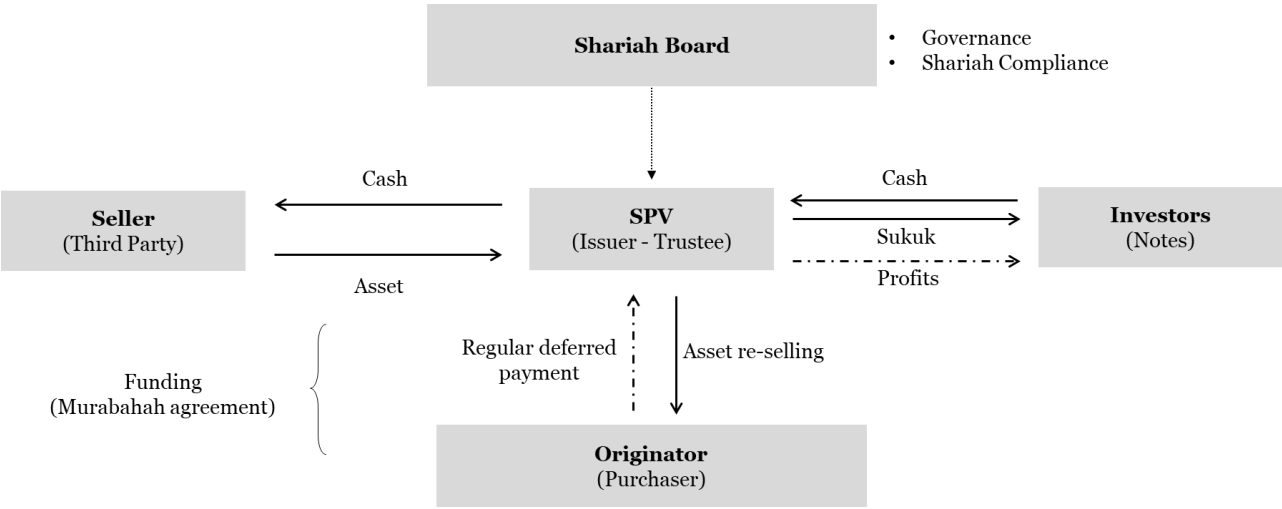 Shariah Board
• Governance
• Shariah Compliance
Cash
Cash
Seller
(Third Party)
SPV
(Issuer - Trustee)
Investors
(Notes)
Sukuk
Asset
Profits
Regular deferred
payment
Asset re-selling
Funding
(Murabahah agreement)
Originator
(Purchaser)